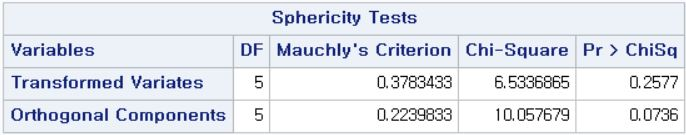 Sphericity Tests
Variables DF Mauchly's Criterion Chi-Square Pr > ChiSq
Transformed Variates 5 0.3783433 6.5336865 0.2577
Orthogonal Components 5 0.2239833 10.057679 0.0736